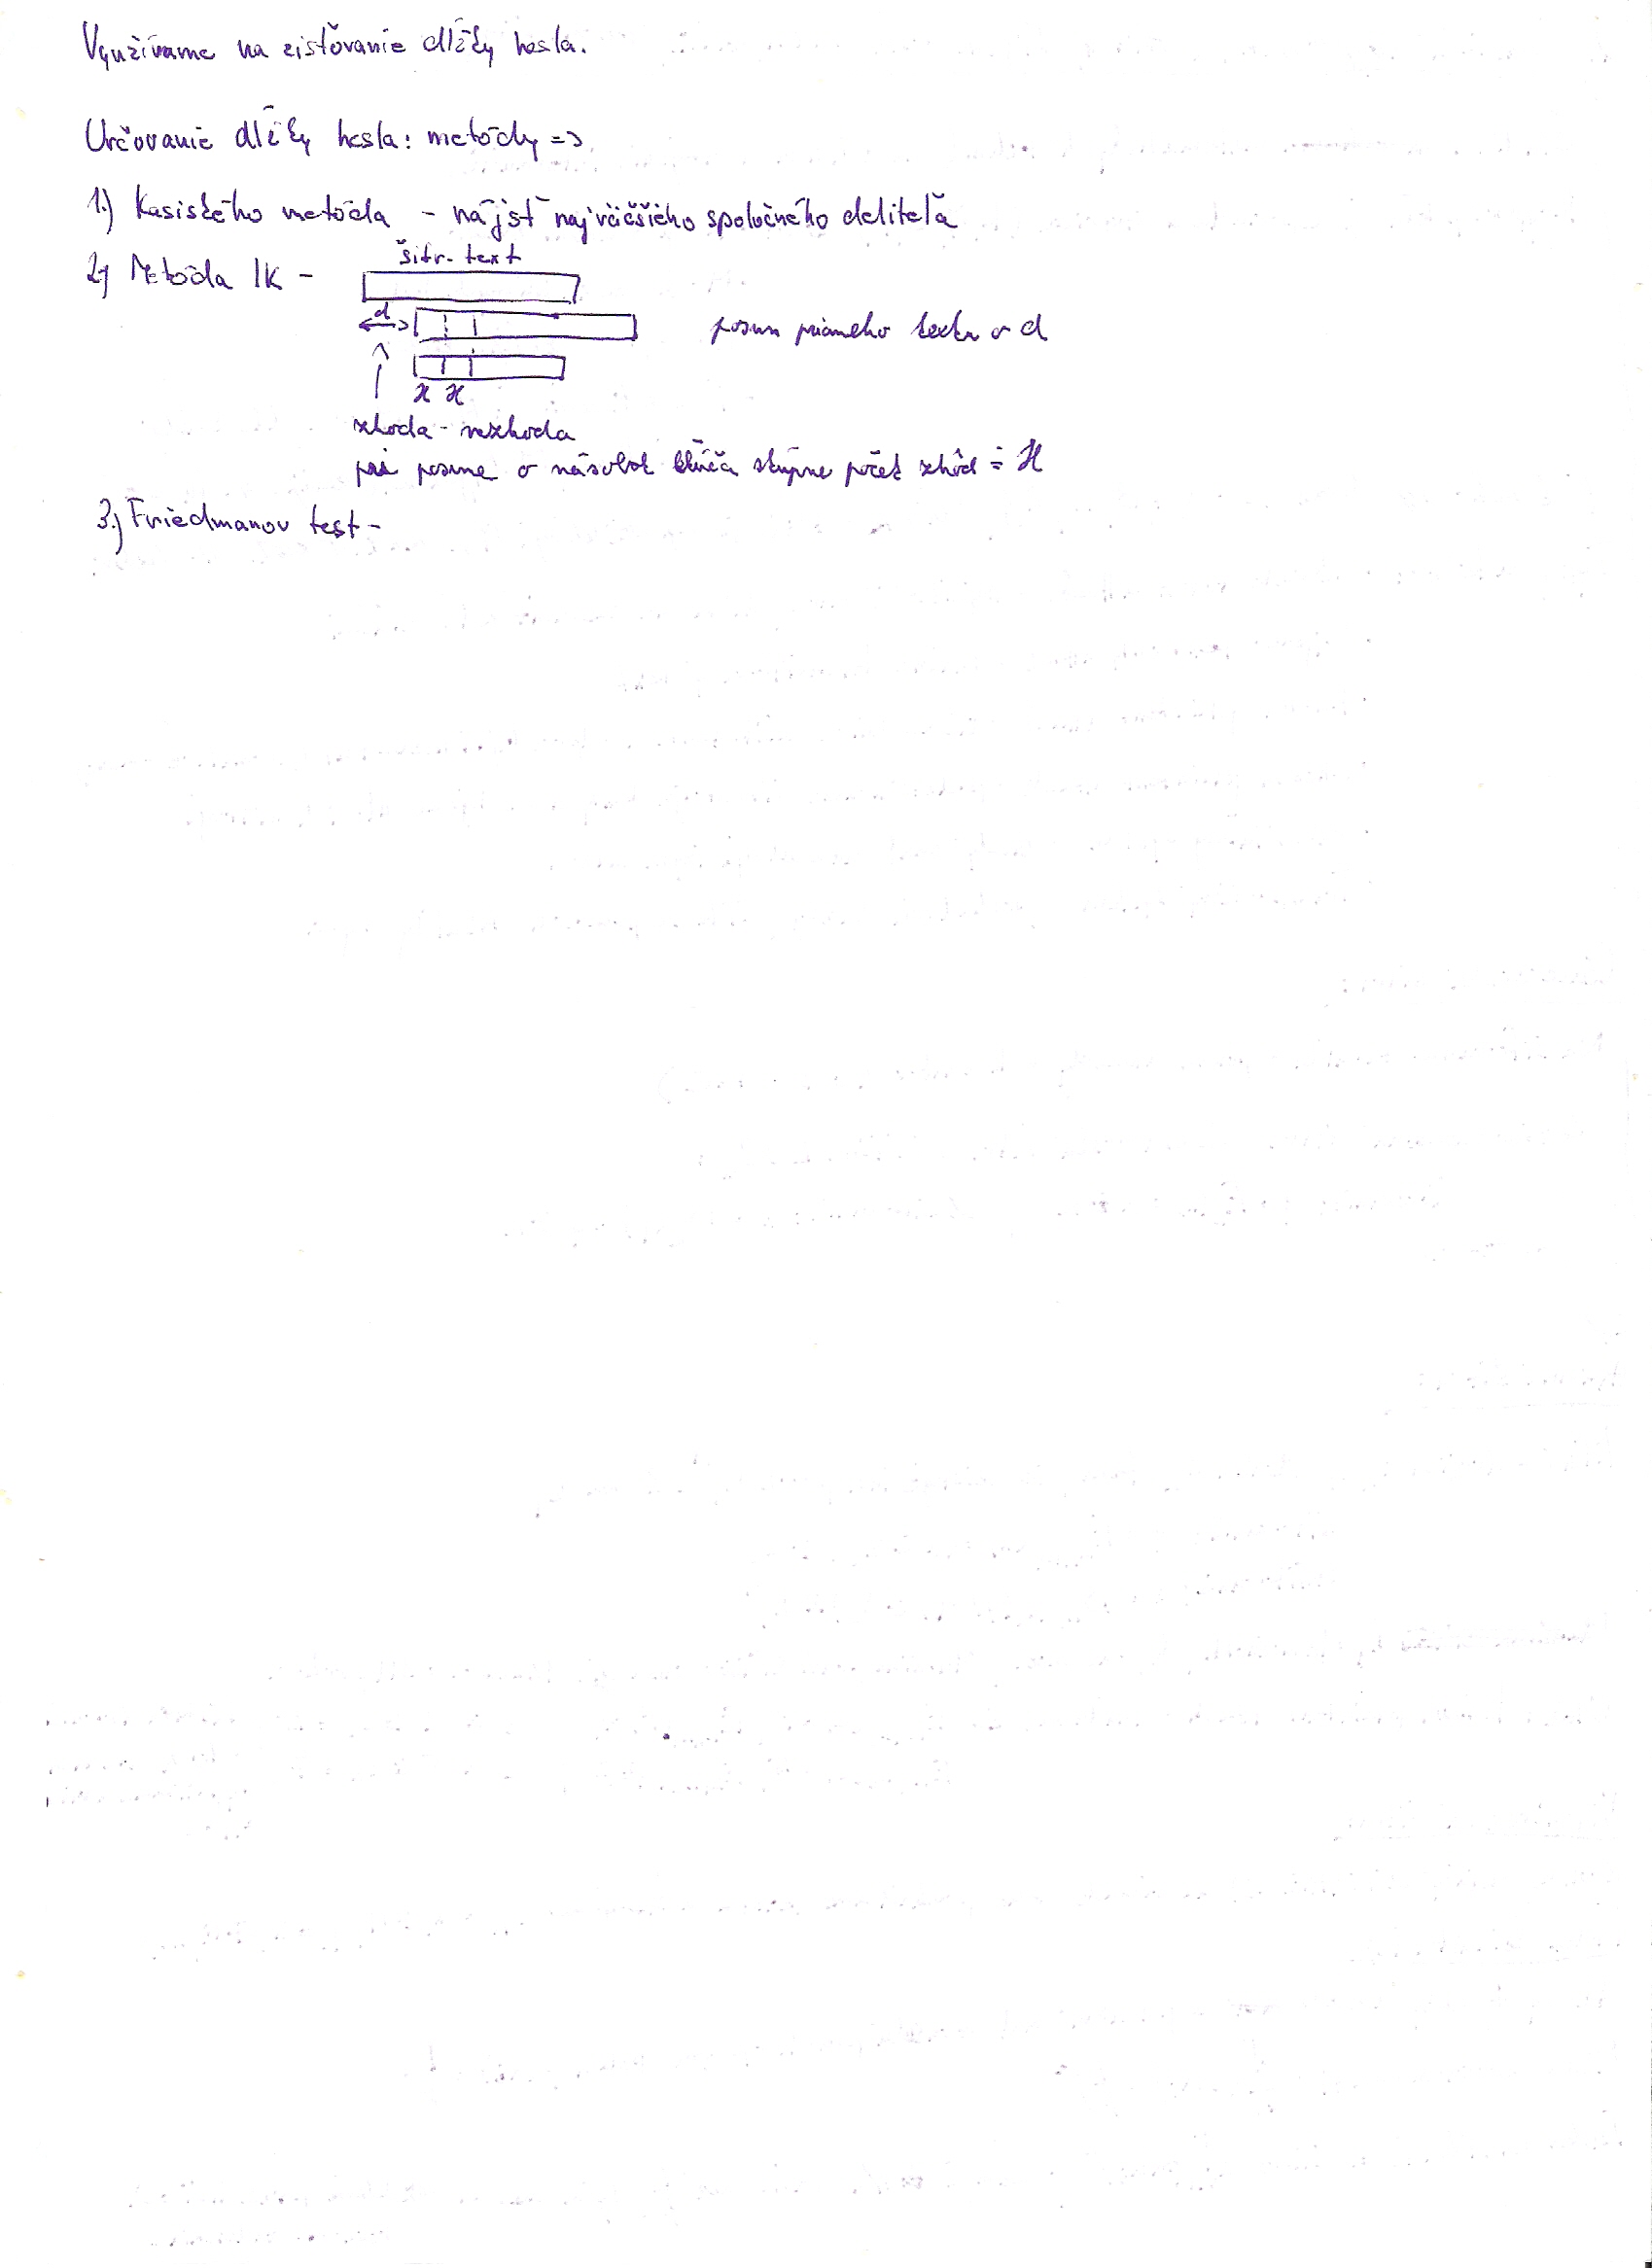 Využívame na zisťovanie dĺžky hesla.
Určovanie dĺžky hesla: metódy =>
1.) Kasiského metóda - nájsť najväčšieho spoločného deliteľa
2.) Metóda IK -
šifr. text
d
posun priameho textu o d
x x
zhoda - nezhoda
pri posune o násobok kľúča stúpne počet zhôd
3.) Friedmanov test -